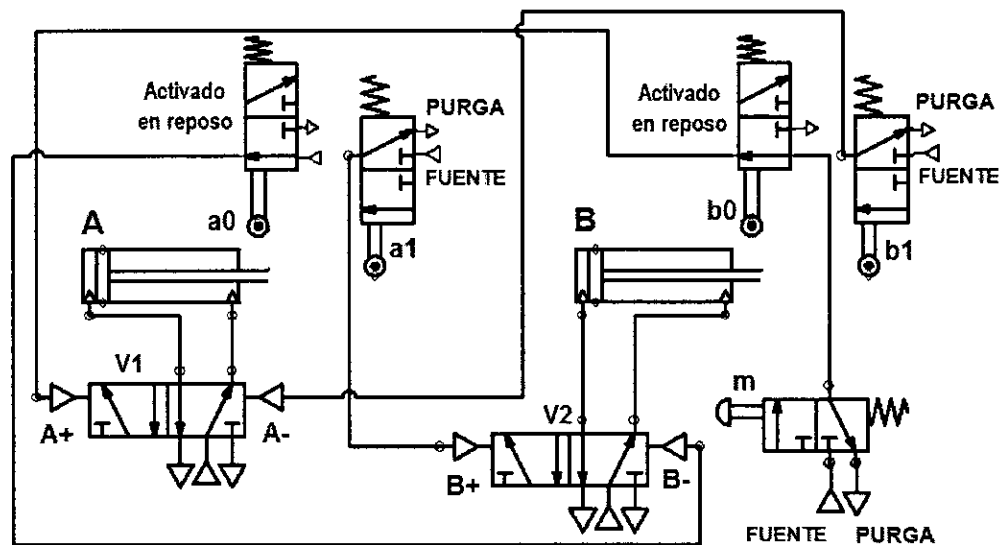 Activado
en reposo
PURGA
FUENTE
a0
a1
Activado
en reposo
PURGA
FUENTE
b0
b1
A
B
V1
A+
A-
V2
B+
B-
m
FUENTE
PURGA